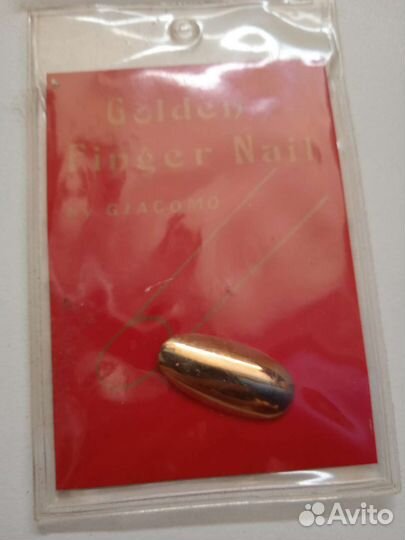 Golden
Finger Nail
BY GIACOMO
Avito